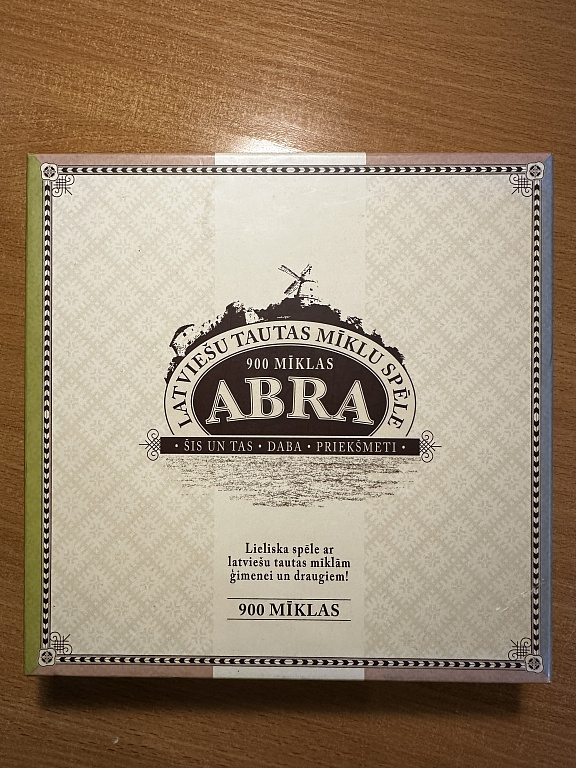 LATVIEŠU TAUTAS MĪKLU SPĒLE
900 MĪKLAS
ABRA
• ŠIS UN TAS • DABA • PRIEKŠMETI •
Lieliska spēle ar
latviešu tautas mīklām
ģimenei un draugiem!
900 MĪKLAS